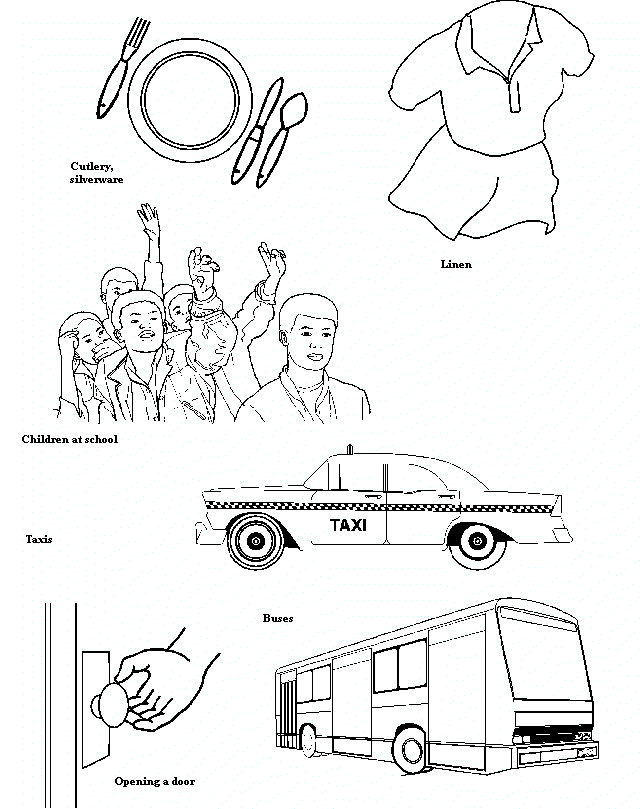 Cutlery,
silverware
Linen
Children at school
TAXI
Taxis
Buses
Opening a door